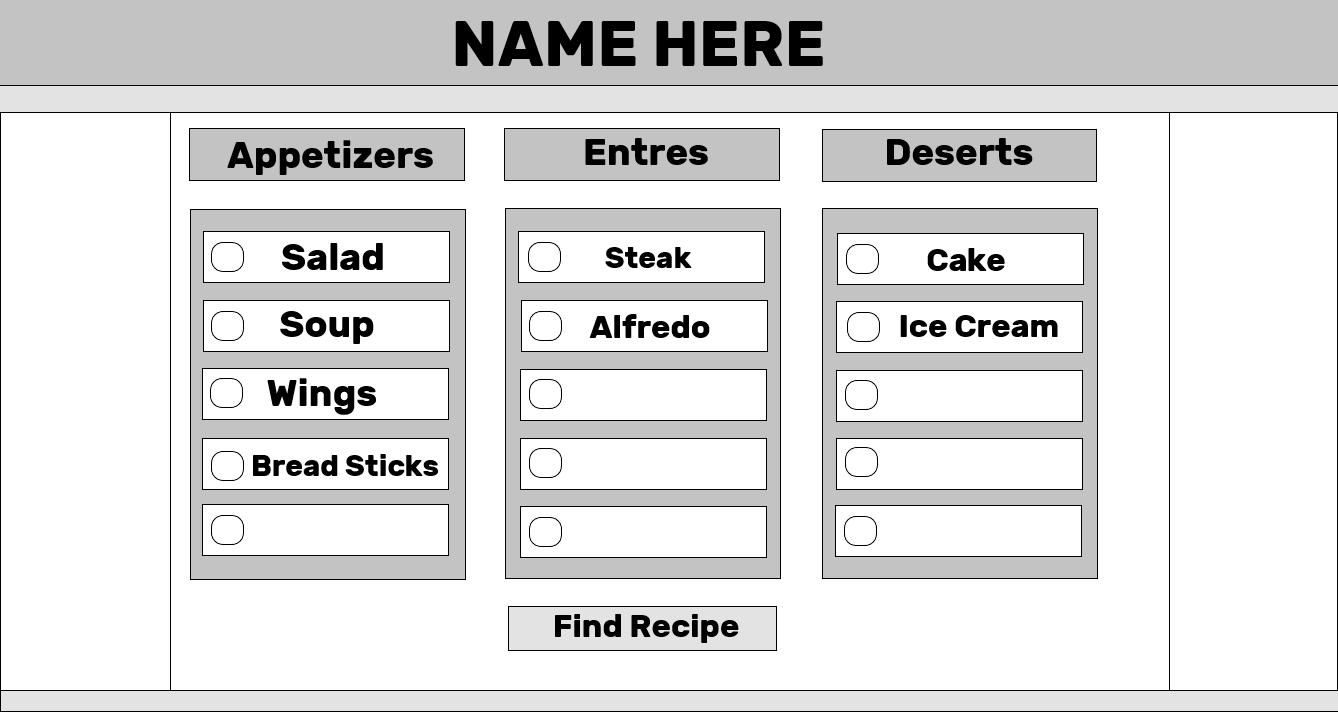 NAME HERE
Appetizers
Entres
Deserts
Salad
Steak
Cake
Soup
Alfredo
Ice Cream
Wings
Bread Sticks
Find Recipe